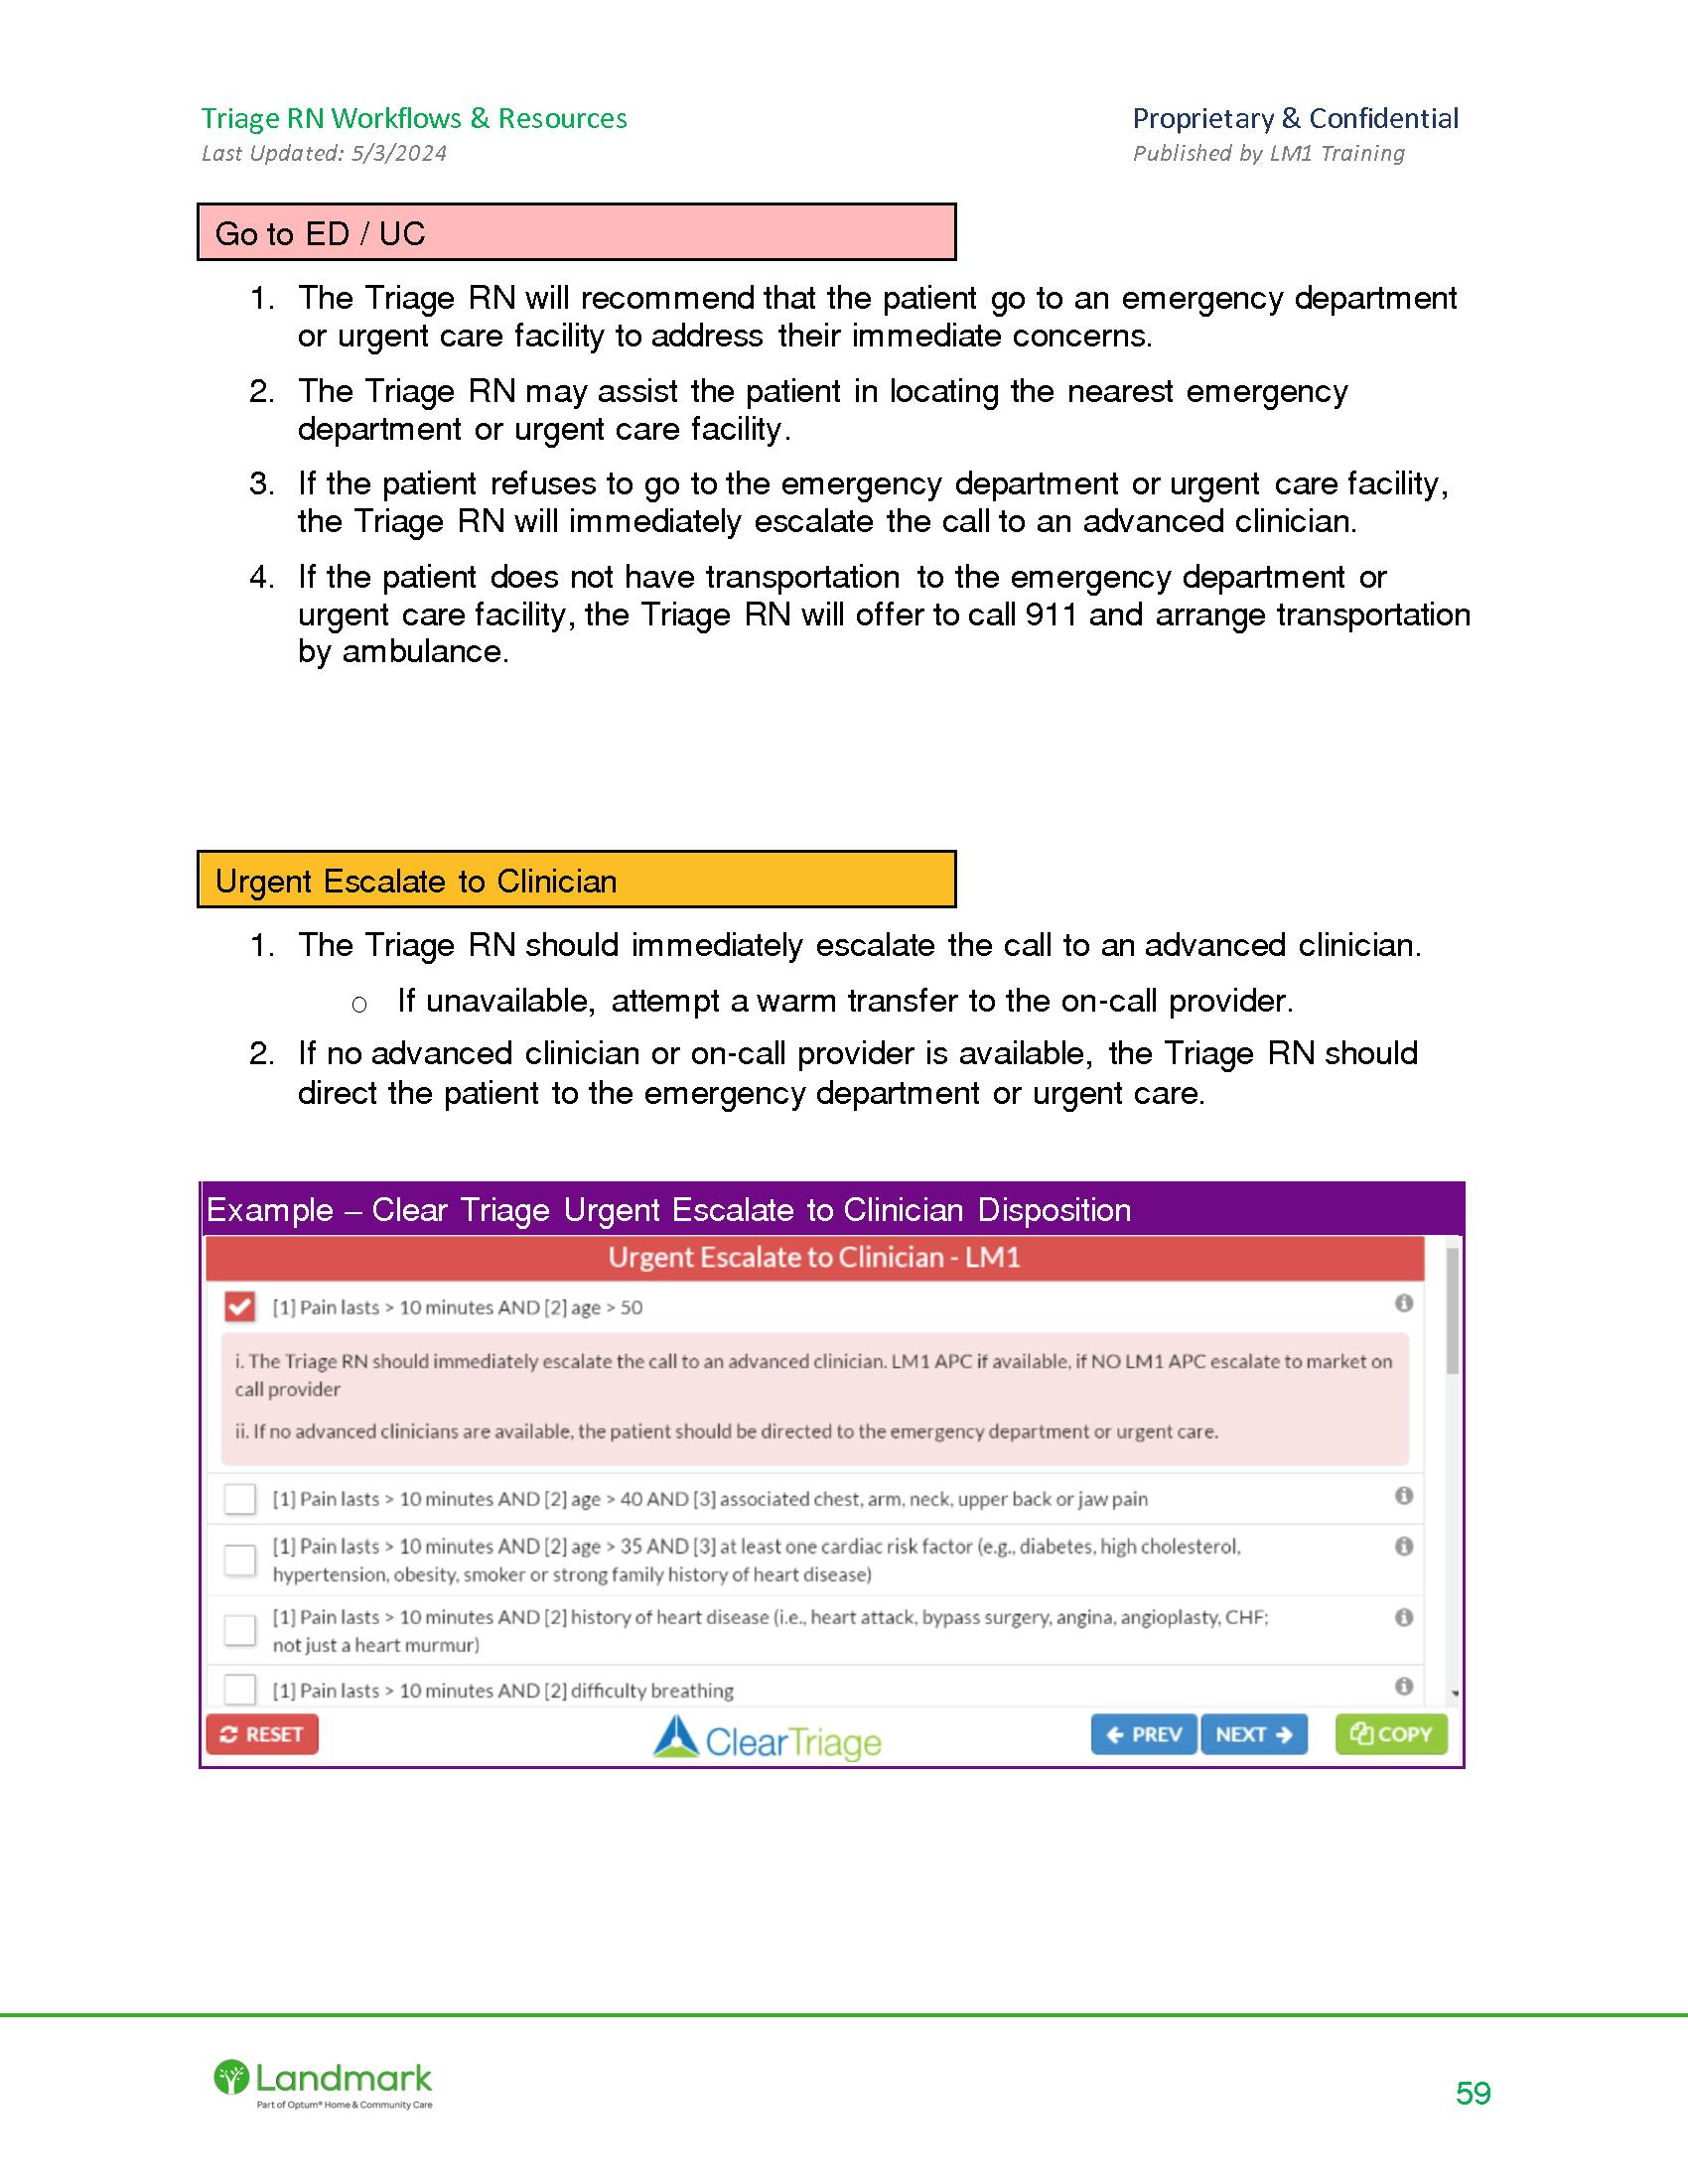 Triage RN Workflows & Resources
Proprietary & Confidential
Last Updated: 5/3/2024
Published by LM1 Training
Go to ED / UC
1. The Triage RN will recommend that the patient go to an emergency department
or urgent care facility to address their immediate concerns.
2. The Triage RN may assist the patient in locating the nearest emergency
department or urgent care facility.
3. If the patient refuses to go to the emergency department or urgent care facility,
the Triage RN will immediately escalate the call to an advanced clinician.
4. If the patient does not have transportation to the emergency department or
urgent care facility, the Triage RN will offer to call 911 and arrange transportation
by ambulance.
Urgent Escalate to Clinician
1. The Triage RN should immediately escalate the call to an advanced clinician.
o If unavailable, attempt a warm transfer to the on-call provider.
2. If no advanced clinician or on-call provider is available, the Triage RN should
direct the patient to the emergency department or urgent care.
Example – Clear Triage Urgent Escalate to Clinician Disposition
Urgent Escalate to Clinician - LM1
[1] Pain lasts > 10 minutes AND [2] age > 50
i. The Triage RN should immediately escalate the call to an advanced clinician. LM1 APC if available, if NO LM1 APC escalate to market on
call provider
ii. If no advanced clinicians are available, the patient should be directed to the emergency department or urgent care.
[1] Pain lasts > 10 minutes AND [2] age > 40 AND [3] associated chest, arm, neck, upper back or jaw pain
[1] Pain lasts > 10 minutes AND [2] age > 35 AND [3] at least one cardiac risk factor (e.g., diabetes, high cholesterol,
hypertension, obesity, smoker or strong family history of heart disease)
[1] Pain lasts > 10 minutes AND [2] history of heart disease (i.e., heart attack, bypass surgery, angina, angioplasty, CHF;
not just a heart murmur)
[1] Pain lasts > 10 minutes AND [2] difficulty breathing
RESET
ClearTriage
PREV
NEXT
COPY
Landmark
Part of Optum® Home & Community Care
59